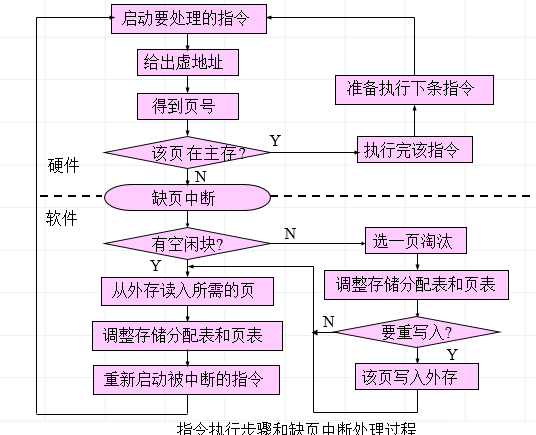 启动要处理的指令
给出虚地址
准备执行下条指令
得到页号
该页在主存?
Y
执行完该指令
硬件
N
缺页中断
软件
有空闲块?
N
选一页淘汰
Y
从外存读入所需的页
调整存储分配表和页表
调整存储分配表和页表
N
要重写入?
Y
重新启动被中断的指令
该页写入外存
指令执行步骤和缺页中断处理过程